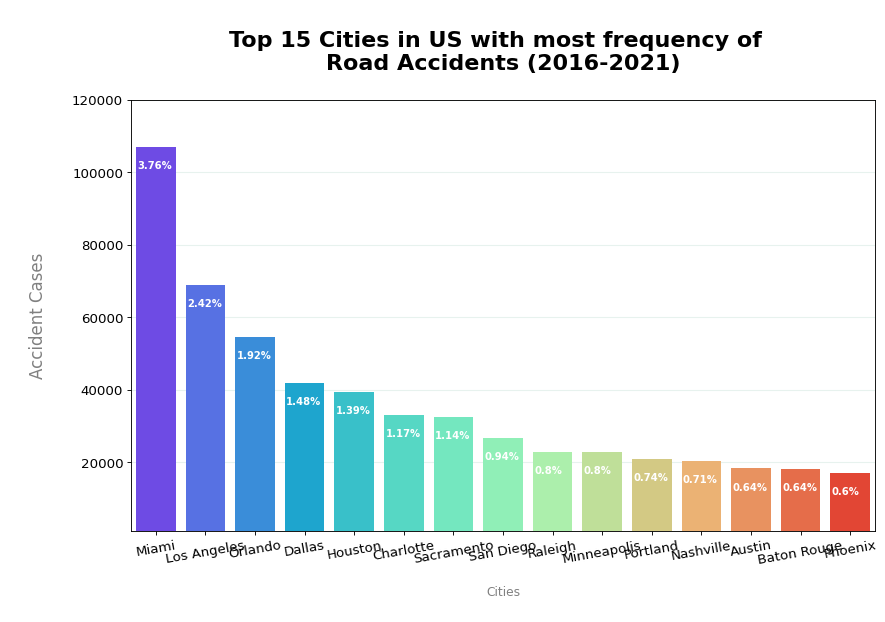 Top 15 Cities in US with most frequency of
Road Accidents (2016-2021)
120000
100000
80000
60000
40000
20000
Accident Cases
3.76%
2.42%
1.92%
1.48%
1.39%
1.17%
1.14%
0.94%
0.8%
0.8%
0.74%
0.71%
0.64%
0.64%
0.6%
Miami
Los Angeles
Orlando
Dallas
Houston
Charlotte
Sacramento
San Diego
Raleigh
Minneapolis
Portland
Nashville
Austin
Baton Rouge
Phoenix
Cities